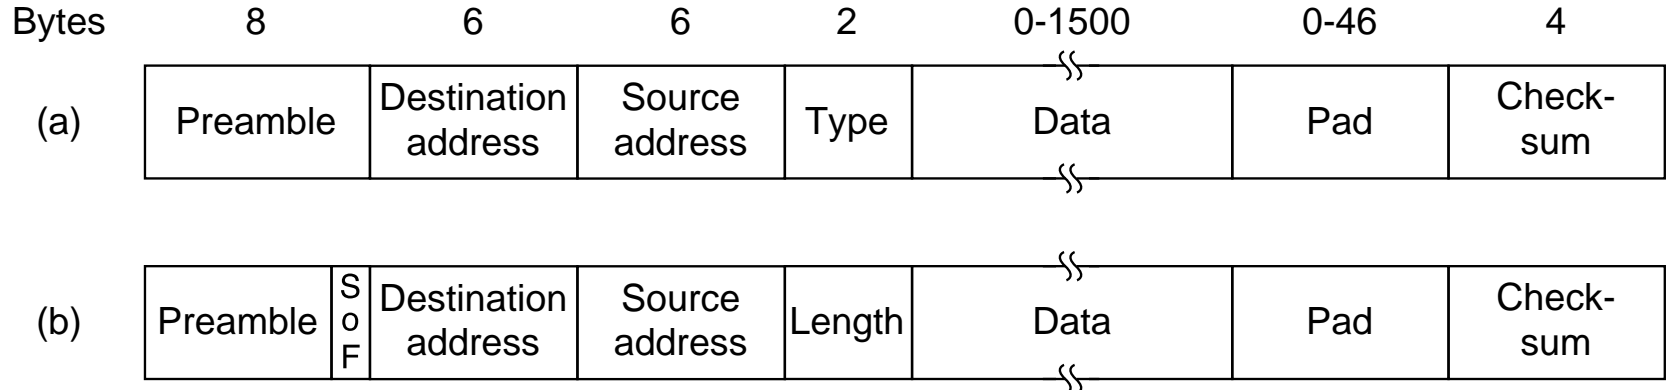 Bytes 8 6 6 2 0-1500 0-46 4
(a) Preamble Destination address Source address Type Data Pad Check-sum
(b) Preamble SoF Destination address Source address Length Data Pad Check-sum